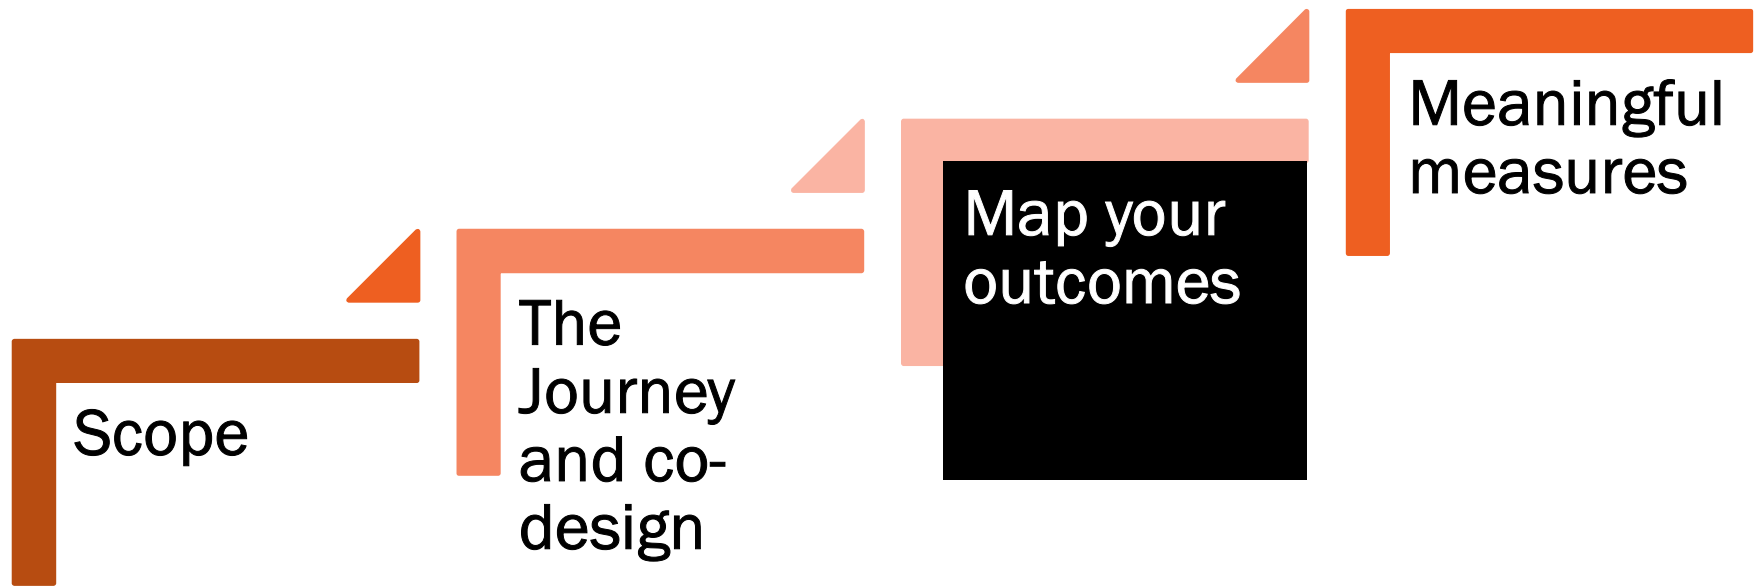 Scope
The
Journey
and co-
design
Map your
outcomes
Meaningful
measures